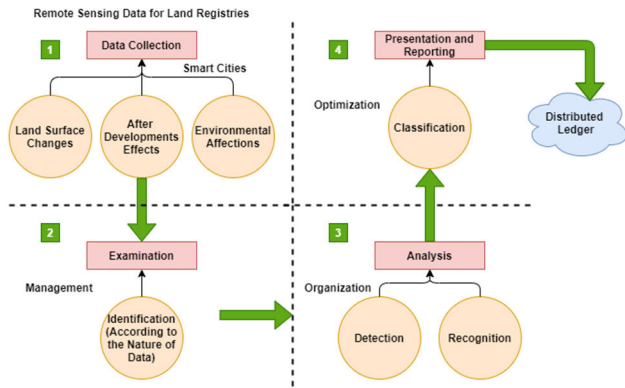 Remote Sensing Data for Land Registries
1
Data Collection
Smart Cities
Land Surface
Changes
After
Developments
Effects
Environmental
Affections
2
Examination
Management
Identification
(According to
the Nature of
Data)
4
Presentation and
Reporting
Optimization
Classification
Distributed
Ledger
3
Analysis
Organization
Detection
Recognition